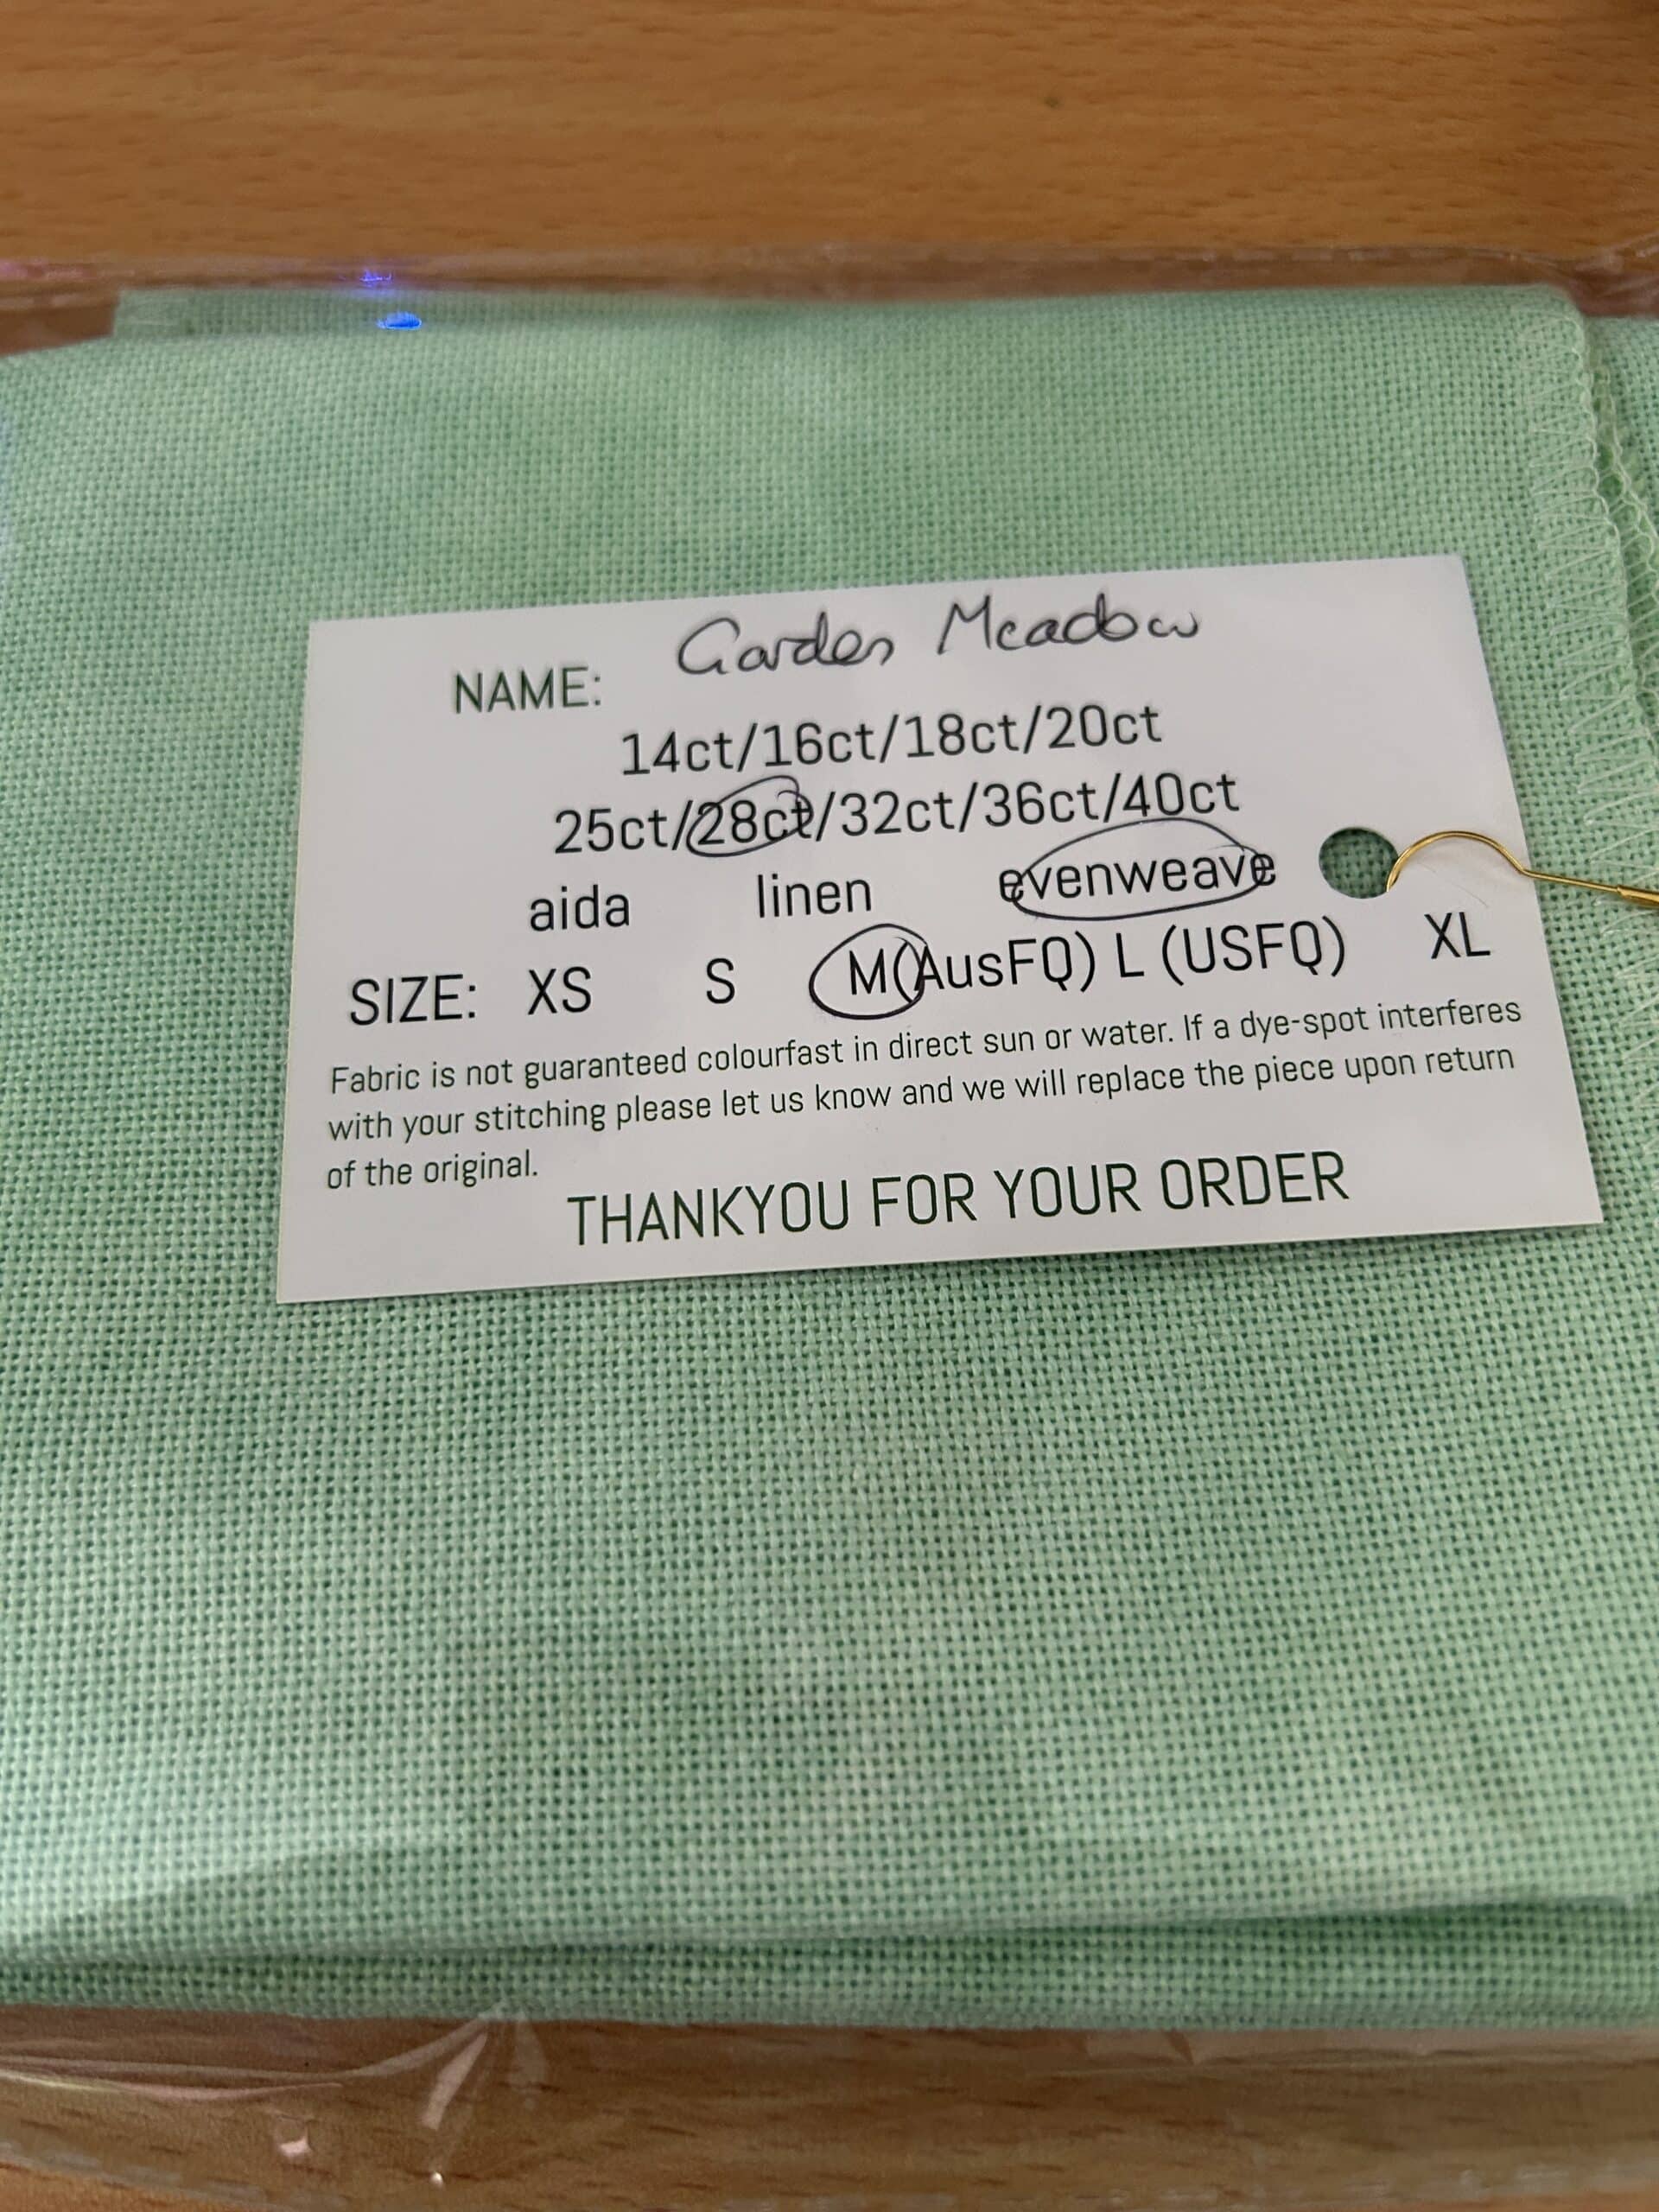 NAME: Garden Meadow
14ct/16ct/18ct/20ct
25ct/28ct/32ct/36ct/40ct
aida linen evenweave
SIZE: XS S M(AusFQ) L (USFQ) XL
Fabric is not guaranteed colourfast in direct sun or water. If a dye-spot interferes
with your stitching please let us know and we will replace the piece upon return
of the original.
THANKYOU FOR YOUR ORDER